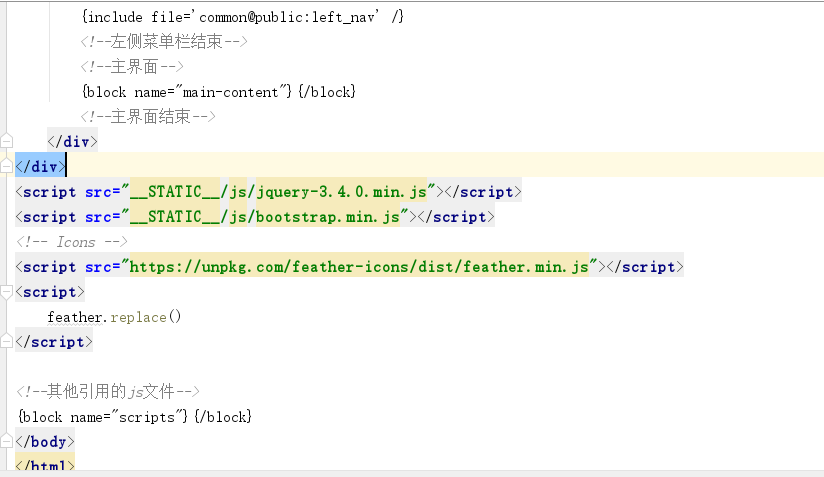 {include file='common@public:left_nav' /}
<!--左侧菜单栏结束-->
<!--主界面-->
{block name="main-content"}{/block}
<!--主界面结束-->
</div>
</div>
<script src="__STATIC__/js/jquery-3.4.0.min.js"></script>
<script src="__STATIC__/js/bootstrap.min.js"></script>
<!-- Icons -->
<script src="https://unpkg.com/feather-icons/dist/feather.min.js"></script>
<script>
feather.replace()
</script>
<!--其他引用的js文件-->
{block name="scripts"}{/block}
</body>
</html>